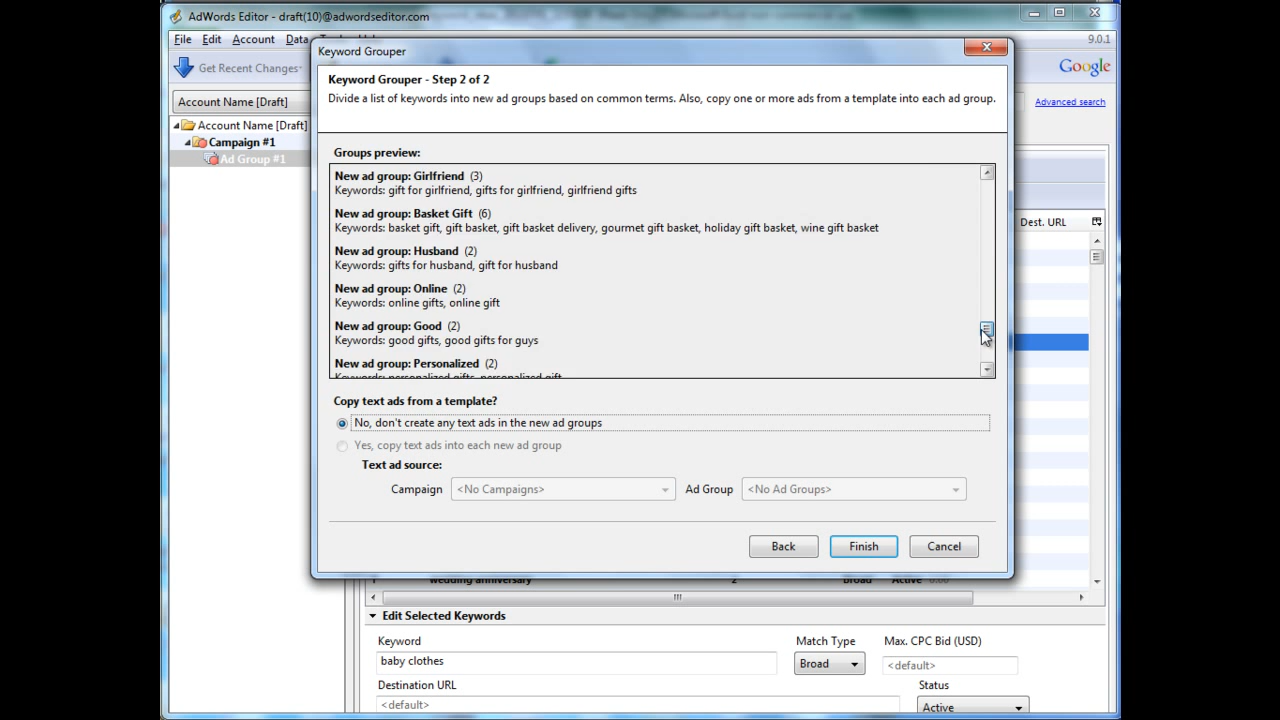 AdWords Editor - draft(10)@adwordseditor.com
File Edit Account Data
9.0.1
Get Recent Changes
Google
Account Name [Draft]
Advanced search
Account Name [Draft]
Campaign #1
Ad Group #1
Keyword Grouper
Keyword Grouper - Step 2 of 2
Divide a list of keywords into new ad groups based on common terms. Also, copy one or more ads from a template into each ad group.
Groups preview:
New ad group: Girlfriend (3)
Keywords: gift for girlfriend, gifts for girlfriend, girlfriend gifts
New ad group: Basket Gift (6)
Keywords: basket gift, gift basket, gift basket delivery, gourmet gift basket, holiday gift basket, wine gift basket
New ad group: Husband (2)
Keywords: gifts for husband, gift for husband
New ad group: Online (2)
Keywords: online gifts, online gift
New ad group: Good (2)
Keywords: good gifts, good gifts for guys
New ad group: Personalized (2)
Keywords: personalized gifts, personalized gift
Dest. URL
Copy text ads from a template?
No, don't create any text ads in the new ad groups
Yes, copy text ads into each new ad group
Text ad source:
Campaign <No Campaigns> Ad Group <No Ad Groups>
Back Finish Cancel
wedding anniversary 2 Broad Active 0.00
Edit Selected Keywords
Keyword Match Type Max. CPC Bid (USD)
baby clothes Broad <default>
Destination URL Status
<default> Active